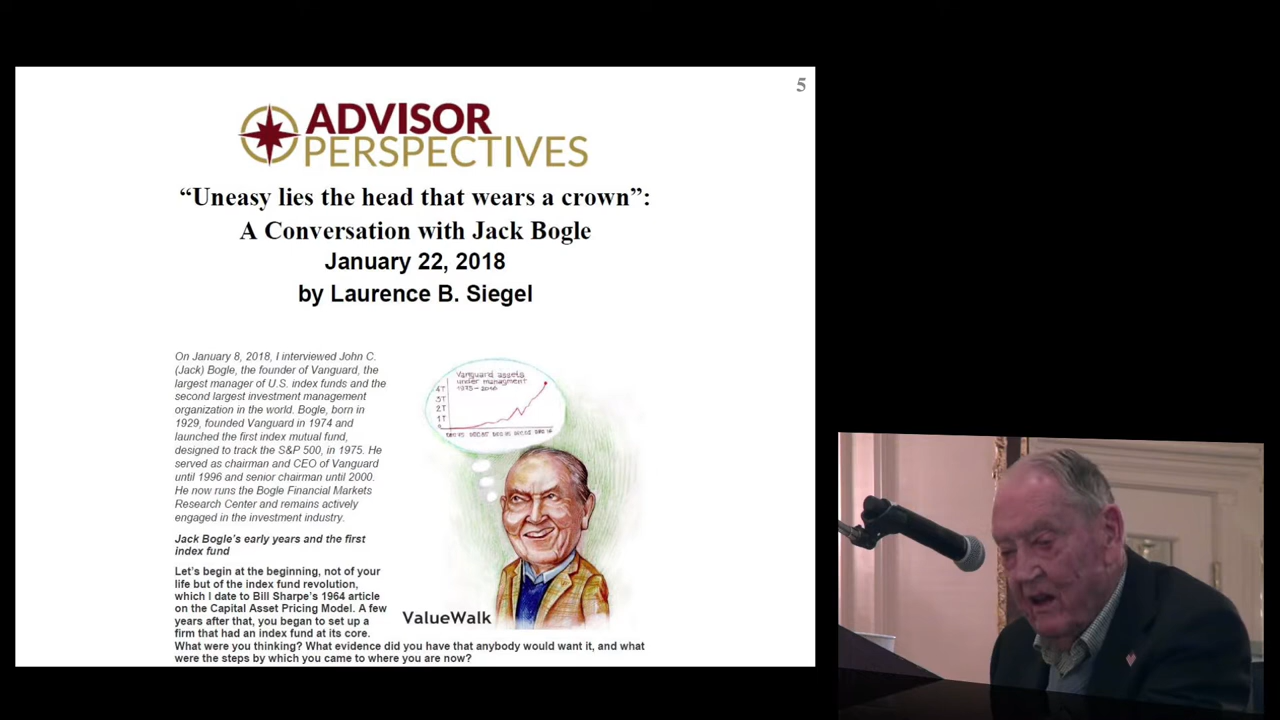 5
ADVISOR
PERSPECTIVES
“Uneasy lies the head that wears a crown”:
A Conversation with Jack Bogle
January 22, 2018
by Laurence B. Siegel
On January 8, 2018, I interviewed John C.
(Jack) Bogle, the founder of Vanguard, the
largest manager of U.S. index funds and the
second largest investment management
organization in the world. Bogle, born in
1929, founded Vanguard in 1974 and
launched the first index mutual fund,
designed to track the S&P 500, in 1975. He
served as chairman and CEO of Vanguard
until 1996 and senior chairman until 2000.
He now runs the Bogle Financial Markets
Research Center and remains actively
engaged in the investment industry.
Jack Bogle's early years and the first
index fund
Let's begin at the beginning, not of your
life but of the index fund revolution,
which I date to Bill Sharpe's 1964 article
on the Capital Asset Pricing Model. A few
years after that, you began to set up a
firm that had an index fund at its core.
What were you thinking? What evidence did you have that anybody would want it, and what
were the steps by which you came to where you are now?
Vanguard assets
under managment
4T
3T
2T
1T
ValueWalk